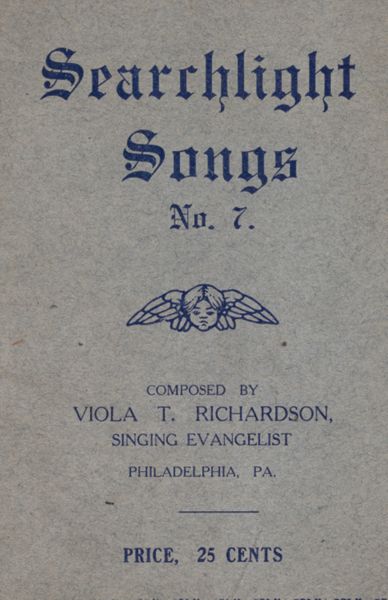 Searchlight
Songs
No. 7.
COMPOSED BY
VIOLA T. RICHARDSON,
SINGING EVANGELIST
PHILADELPHIA, PA.
PRICE, 25 CENTS